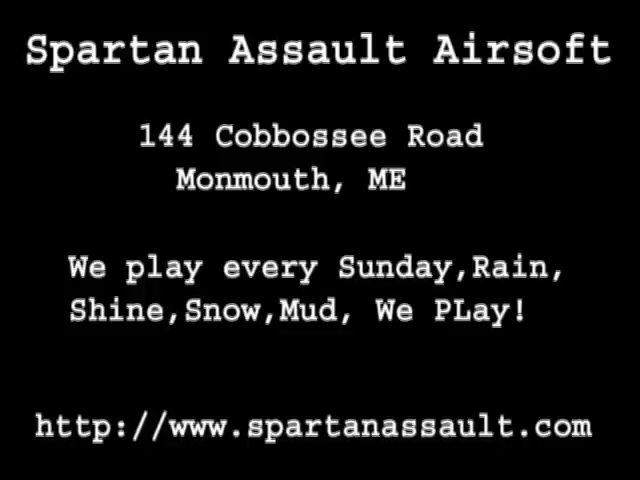 Spartan Assault Airsoft
144 Cobbossee Road
Monmouth, ME
We play every Sunday,Rain,
Shine,Snow,Mud, We PLay!
http://www.spartanassault.com